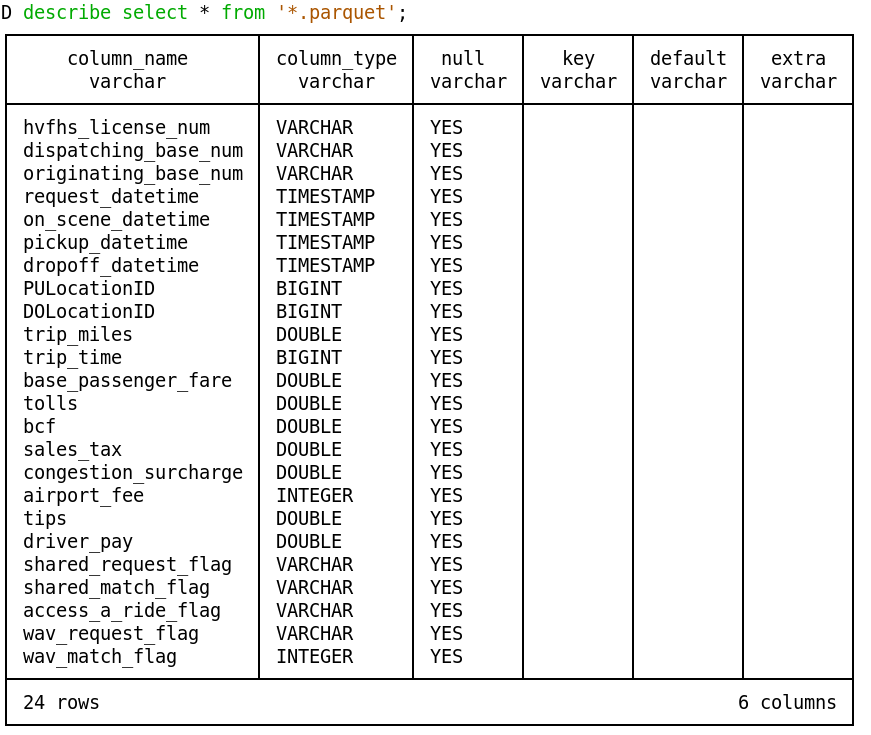 D describe select * from '*.parquet';
column_name column_type null key default extra
varchar varchar varchar varchar varchar varchar
hvfhs_license_num VARCHAR YES
dispatching_base_num VARCHAR YES
originating_base_num VARCHAR YES
request_datetime TIMESTAMP YES
on_scene_datetime TIMESTAMP YES
pickup_datetime TIMESTAMP YES
dropoff_datetime TIMESTAMP YES
PULocationID BIGINT YES
DOLocationID BIGINT YES
trip_miles DOUBLE YES
trip_time BIGINT YES
base_passenger_fare DOUBLE YES
tolls DOUBLE YES
bcf DOUBLE YES
sales_tax DOUBLE YES
congestion_surcharge DOUBLE YES
airport_fee INTEGER YES
tips DOUBLE YES
driver_pay DOUBLE YES
shared_request_flag VARCHAR YES
shared_match_flag VARCHAR YES
access_a_ride_flag VARCHAR YES
wav_request_flag VARCHAR YES
wav_match_flag INTEGER YES
24 rows 6 columns